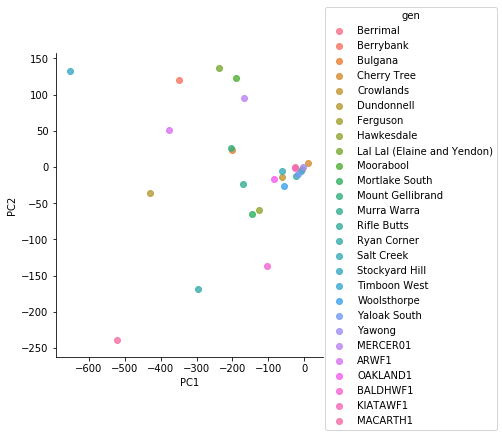 gen
Berrimal
Berrybank
Bulgana
Cherry Tree
Crowlands
Dundonnell
Ferguson
Hawkesdale
Lal Lal (Elaine and Yendon)
Moorabool
Mortlake South
Mount Gellibrand
Murra Warra
Rifle Butts
Ryan Corner
Salt Creek
Stockyard Hill
Timboon West
Woolsthorpe
Yaloak South
Yawong
MERCER01
ARWF1
OAKLAND1
BALDHWF1
KIATAWF1
MACARTH1
150
100
50
0
−50
−100
−150
−200
−250
PC2
−600 −500 −400 −300 −200 −100 0
PC1